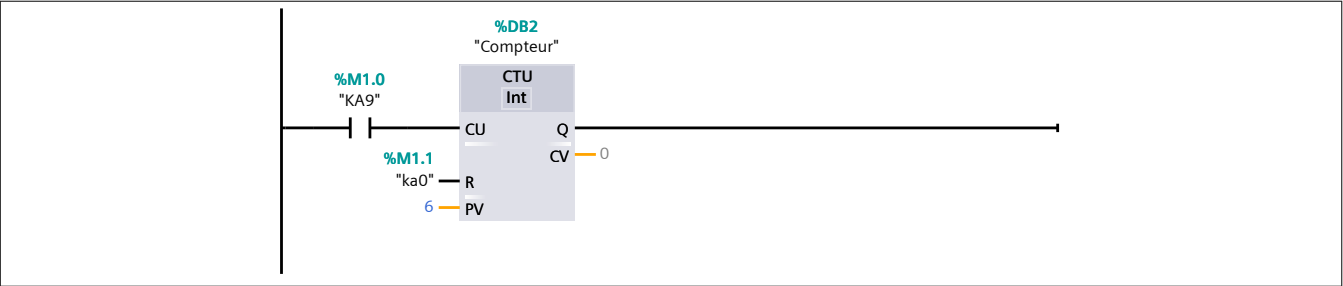 %DB2
"Compteur"
CTU
Int
%M1.0
"KA9"
CU
Q
CV
0
%M1.1
"ka0"
R
6
PV